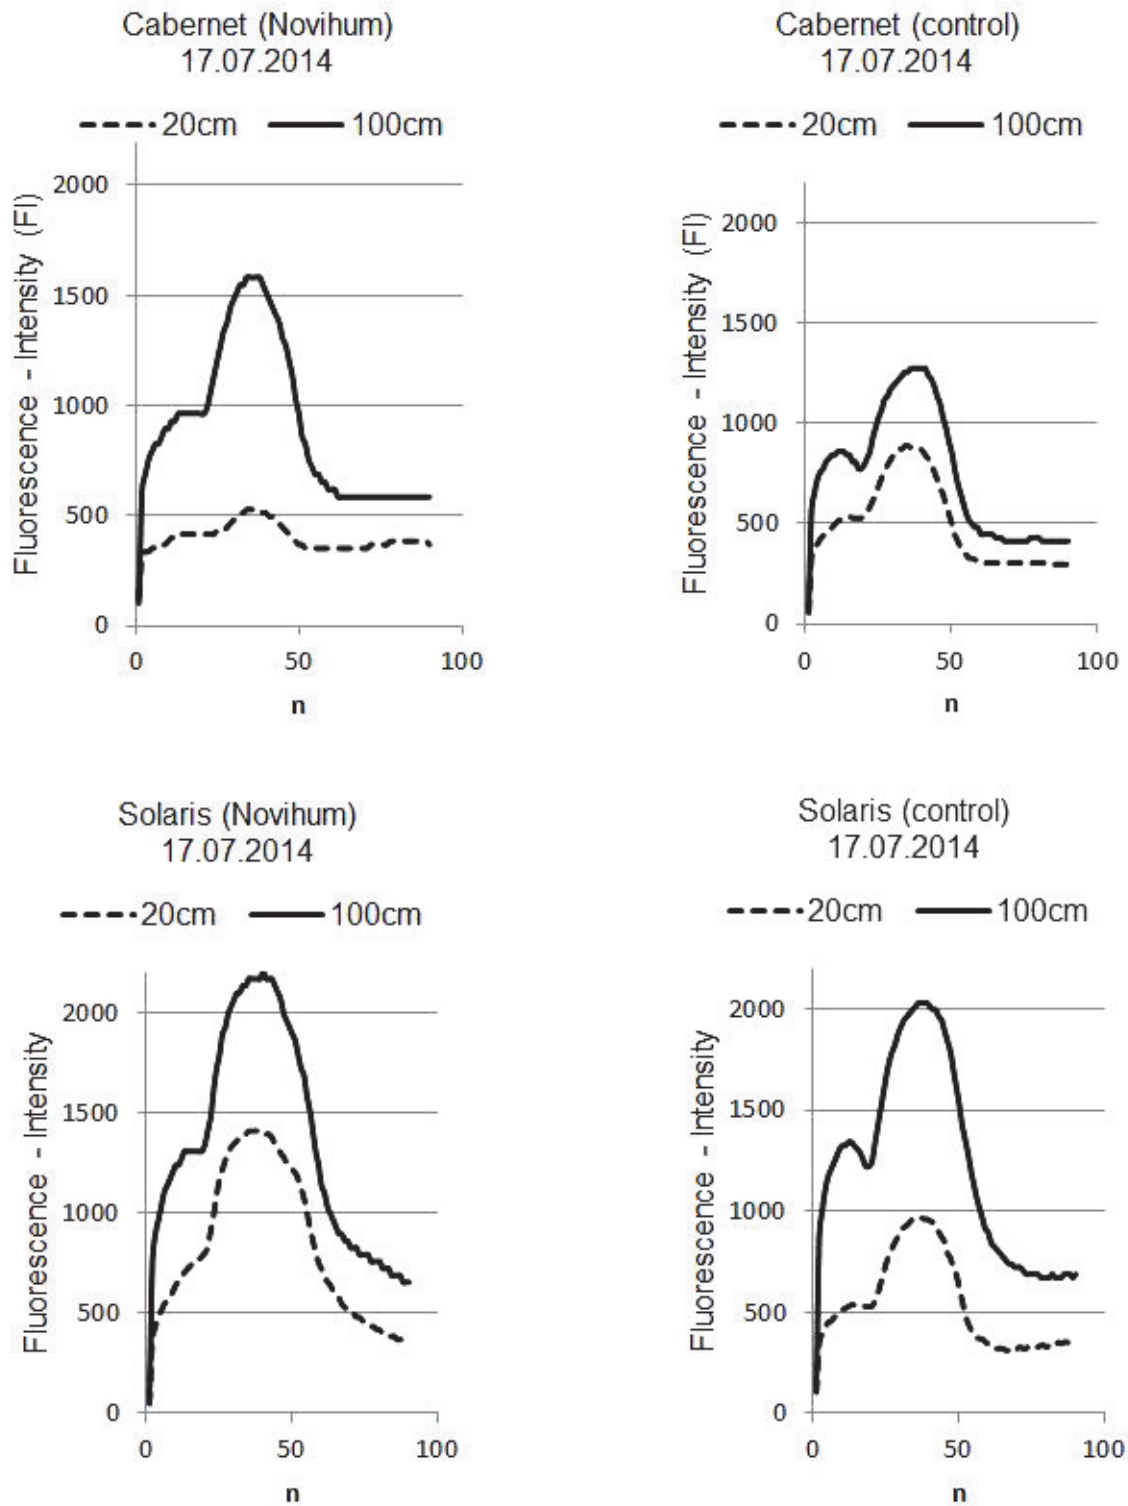 Cabernet (Novihum)
17.07.2014
20cm 100cm
Fluorescence - Intensity (FI)
2000
1500
1000
500
0
0 50 100
n
Cabernet (control)
17.07.2014
20cm 100cm
Fluorescence - Intensity (FI)
2000
1500
1000
500
0
0 50 100
n
Solaris (Novihum)
17.07.2014
20cm 100cm
Fluorescence - Intensity
2000
1500
1000
500
0
0 50 100
n
Solaris (control)
17.07.2014
20cm 100cm
Fluorescence - Intensity
2000
1500
1000
500
0
0 50 100
n